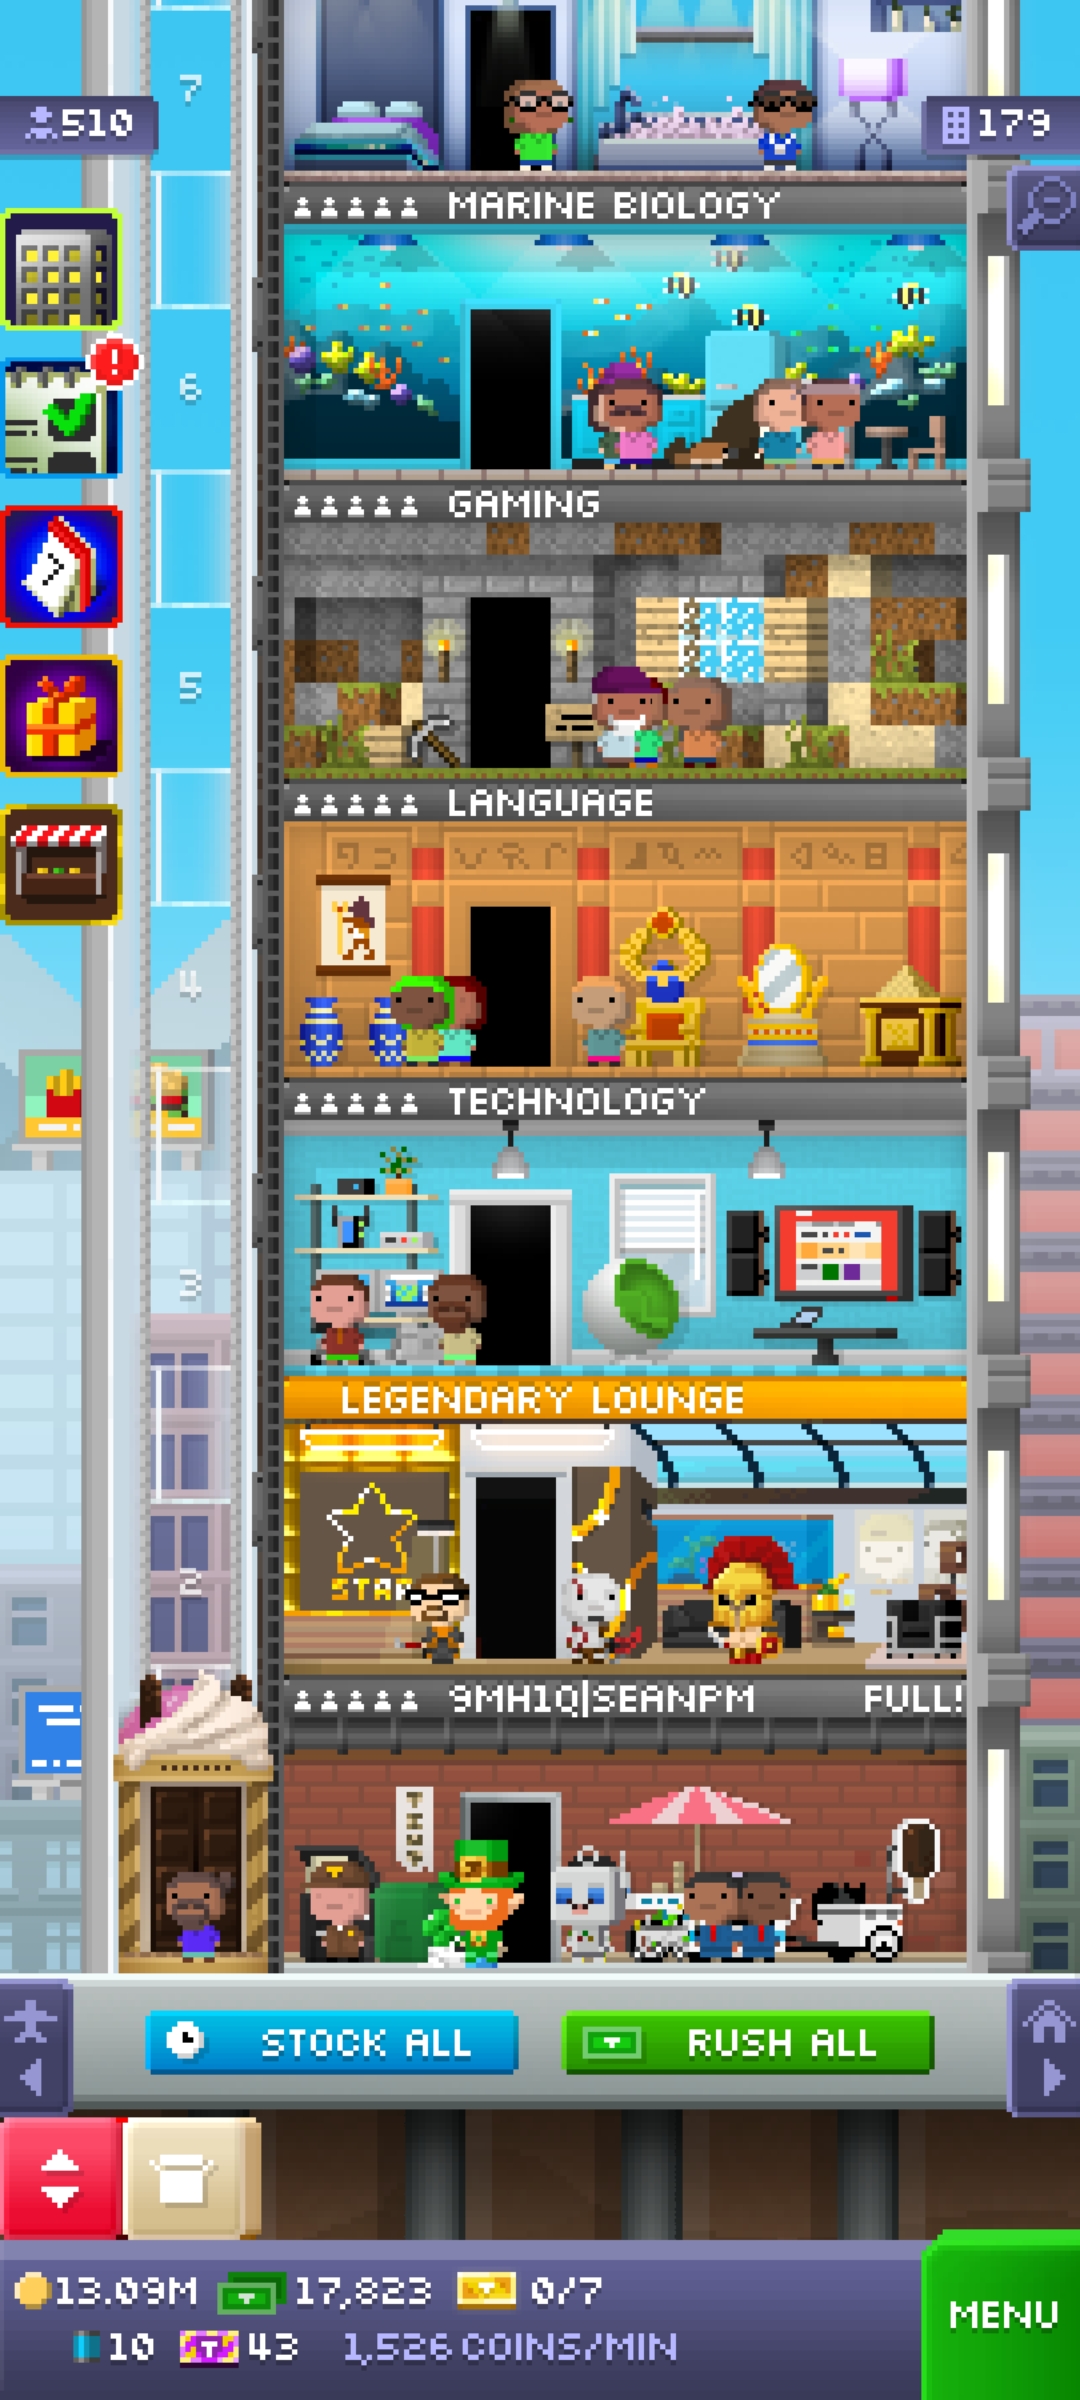 7
510
179
MARINE BIOLOGY
6
GAMING
5
LANGUAGE
4
TECHNOLOGY
3
LEGENDARY LOUNGE
STAR
2
9MH1Q|SEANPM FULL!
STOCK ALL
RUSH ALL
13.09M 17,823 0/7
MENU
10 43 1,526 COINS/MIN